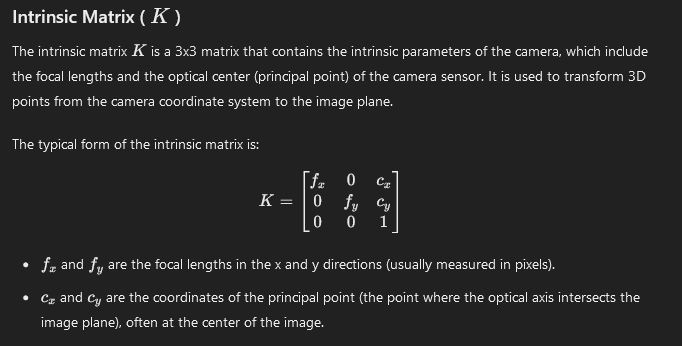 Intrinsic Matrix ( K )
The intrinsic matrix K is a 3x3 matrix that contains the intrinsic parameters of the camera, which include
the focal lengths and the optical center (principal point) of the camera sensor. It is used to transform 3D
points from the camera coordinate system to the image plane.
The typical form of the intrinsic matrix is:
K = [ f_x 0 c_x
0 f_y c_y
0 0 1 ]
• f_x and f_y are the focal lengths in the x and y directions (usually measured in pixels).
• c_x and c_y are the coordinates of the principal point (the point where the optical axis intersects the
image plane), often at the center of the image.